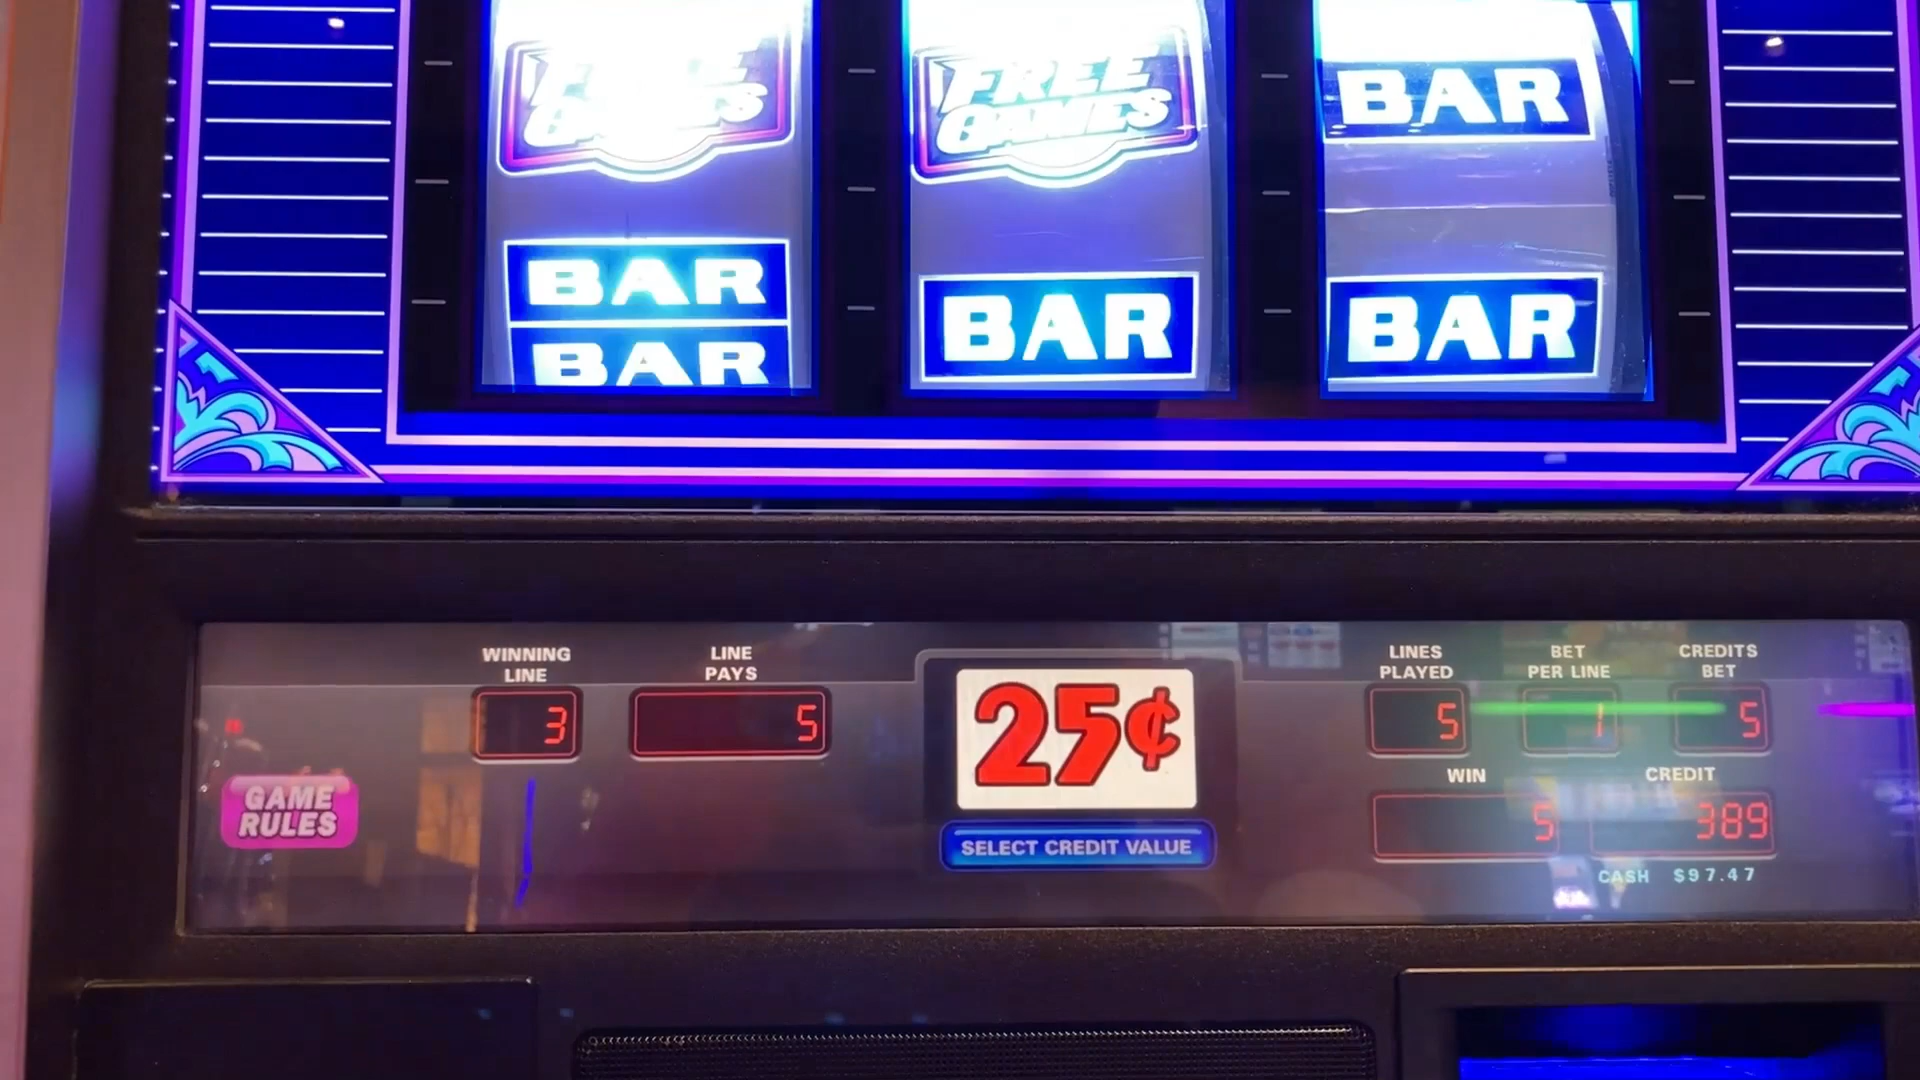 FREE
GAMES
FREE
GAMES
BAR
BAR
BAR
BAR
BAR
WINNING
LINE
3
LINE
PAYS
5
25¢
SELECT CREDIT VALUE
GAME
RULES
LINES
PLAYED
5
BET
PER LINE
1
CREDITS
BET
5
WIN
5
CREDIT
389
CASH $97.47